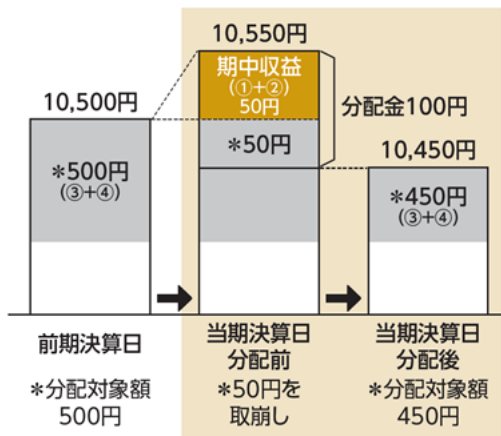 10,500円
*500円
(③+④)
前期決算日
*分配対象額
500円
10,550円
期中収益
(①+②)
50円
*50円
分配金100円
当期決算日
分配前
*50円を
取崩し
10,450円
*450円
(③+④)
当期決算日
分配後
*分配対象額
450円